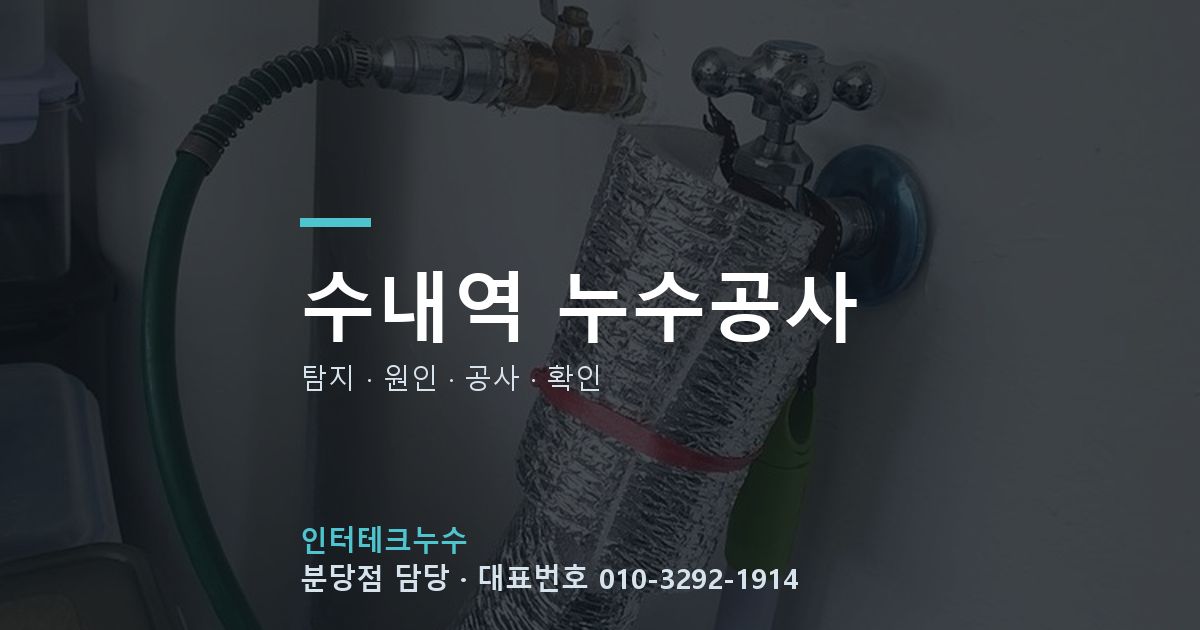 수내역 누수공사
탐지 · 원인 · 공사 · 확인
인터테크누수
분당점 담당 · 대표번호 010-3292-1914